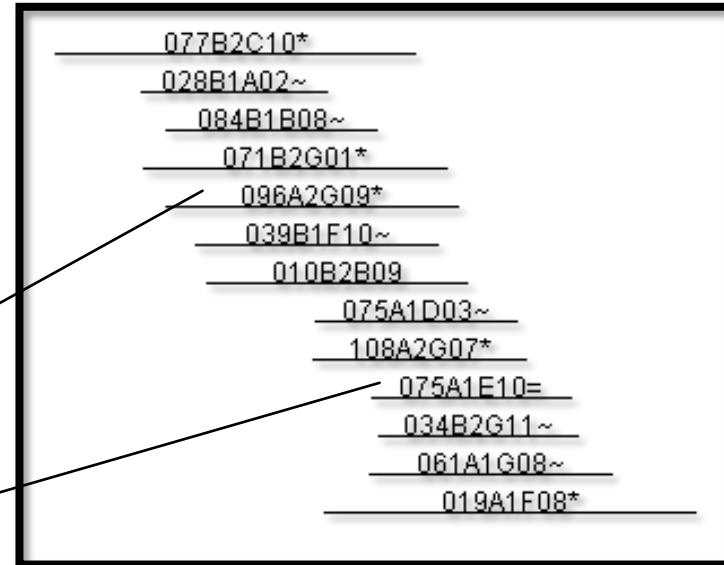 077B2C10*
028B1A02~
084B1B08~
071B2G01*
096A2G09*
039B1F10~
010B2B09
075A1D03~
108A2G07*
075A1E10=
034B2G11~
061A1G08~
019A1F08*